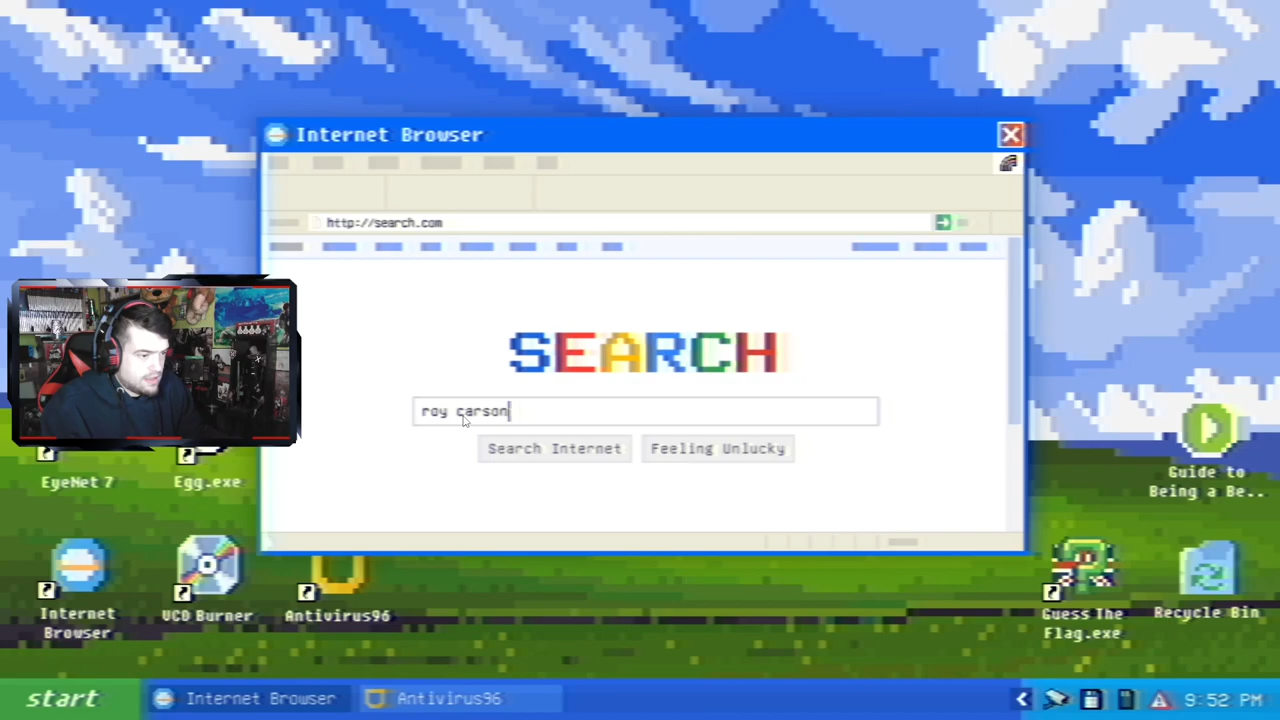 Internet Browser
http://search.com
SEARCH
roy carson
Search Internet
Feeling Unlucky
EyeNet 7
Egg.exe
Guide to
Being a Be..
Internet
Browser
VCD Burner
Antivirus96
Guess The
Flag.exe
Recycle Bin
start
Internet Browser
Antivirus96
9:52 PM